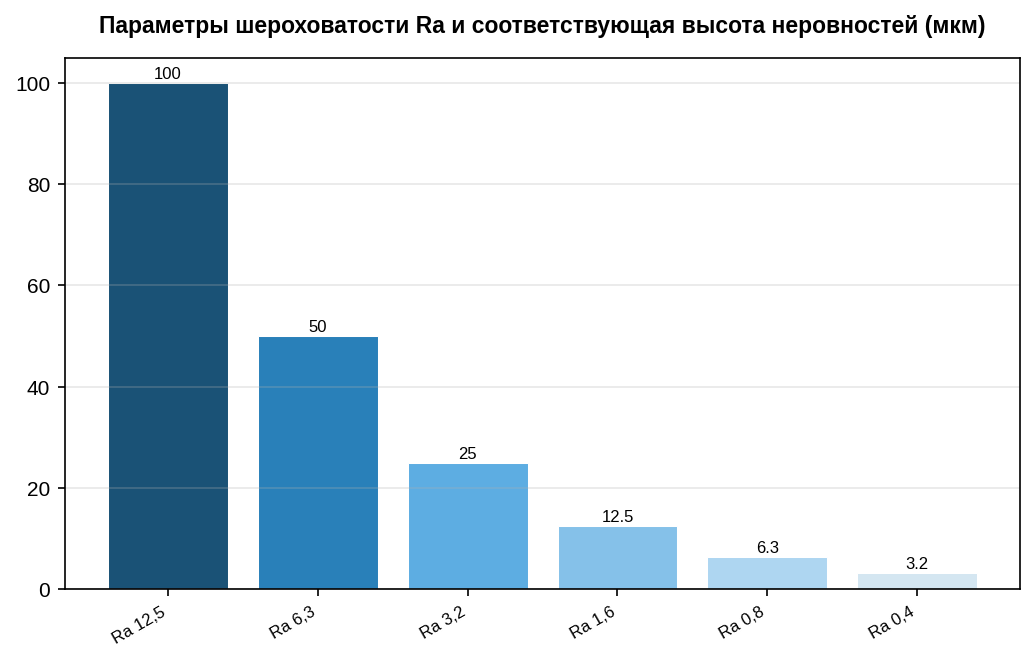 Параметры шероховатости Ra и соответствующая высота неровностей (мкм)
100
80
60
40
20
0
100
50
25
12.5
6.3
3.2
Ra 12,5
Ra 6,3
Ra 3,2
Ra 1,6
Ra 0,8
Ra 0,4